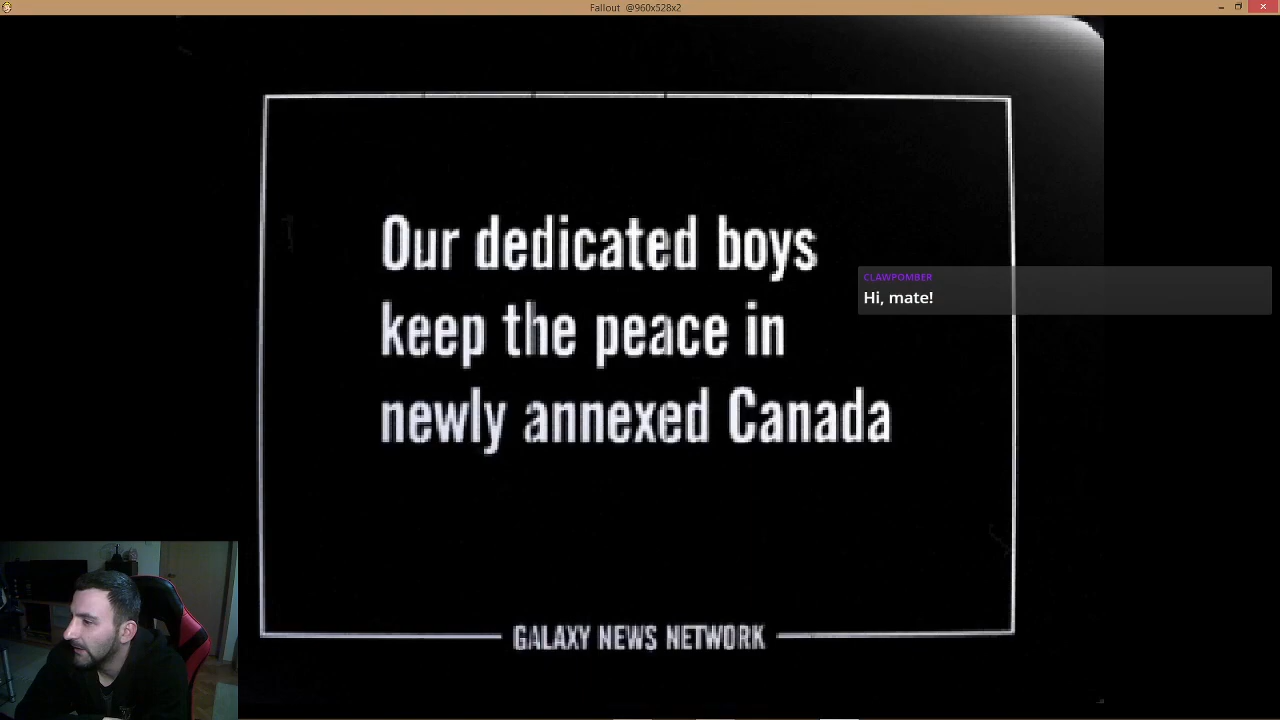 Fallout @960x528x2
Our dedicated boys
keep the peace in
newly annexed Canada
CLAWPOMBER
Hi, mate!
GALAXY NEWS NETWORK